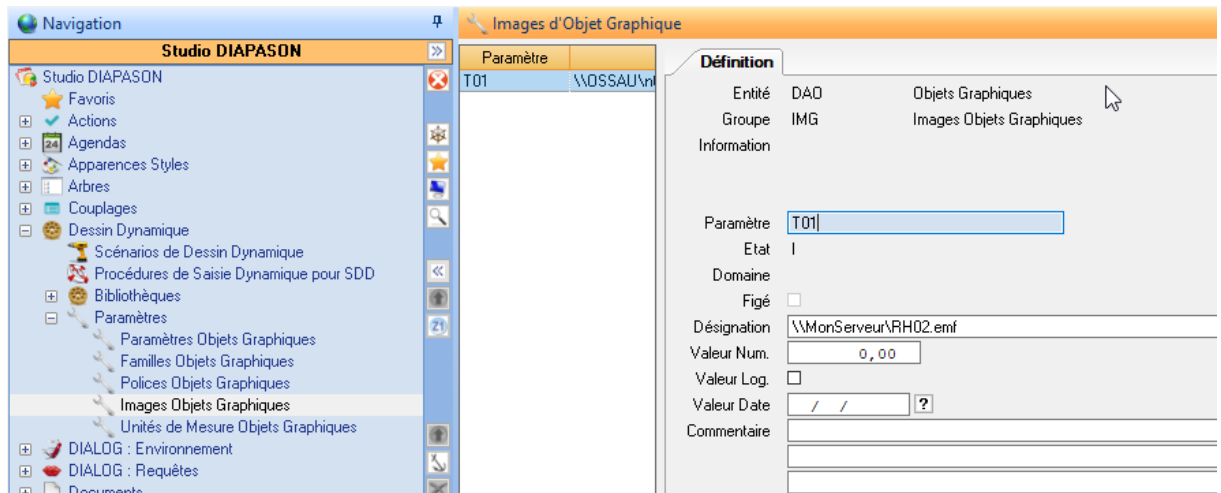 Navigation
Studio DIAPASON
Studio DIAPASON
Favoris
Actions
24 Agendas
Apparences Styles
Arbres
Couplages
Dessin Dynamique
Scénarios de Dessin Dynamique
Procédures de Saisie Dynamique pour SDD
Bibliothèques
Paramètres
Paramètres Objets Graphiques
Familles Objets Graphiques
Polices Objets Graphiques
Images Objets Graphiques
Unités de Mesure Objets Graphiques
DIALOG : Environnement
DIALOG : Requêtes
Documents
Z1
Images d'Objet Graphique
Paramètre
T01 \\OSSAU\n
Définition
Entité DAO Objets Graphiques
Groupe IMG Images Objets Graphiques
Information
Paramètre T01
Etat I
Domaine
Figé
Désignation \\MonServeur\RH02.emf
Valeur Num. 0,00
Valeur Log.
Valeur Date / / ?
Commentaire